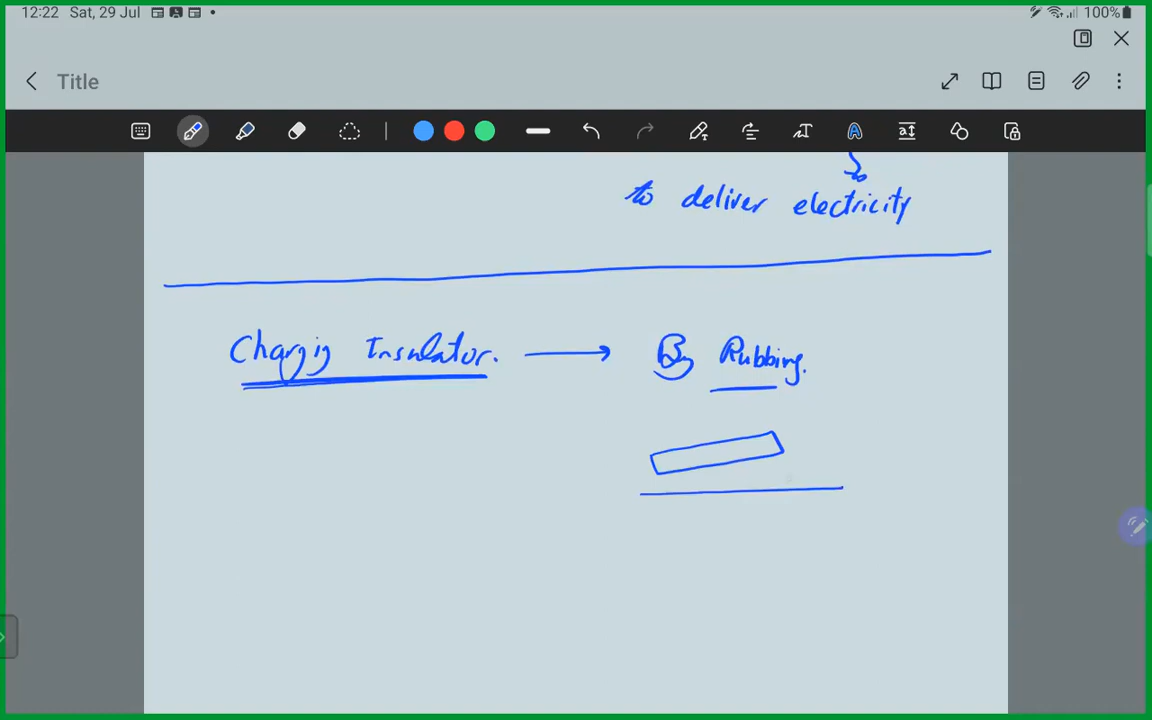 12:22 Sat, 29 Jul
100%
Title
to deliver electricity
Chargig Insulator. → By Rubbing.